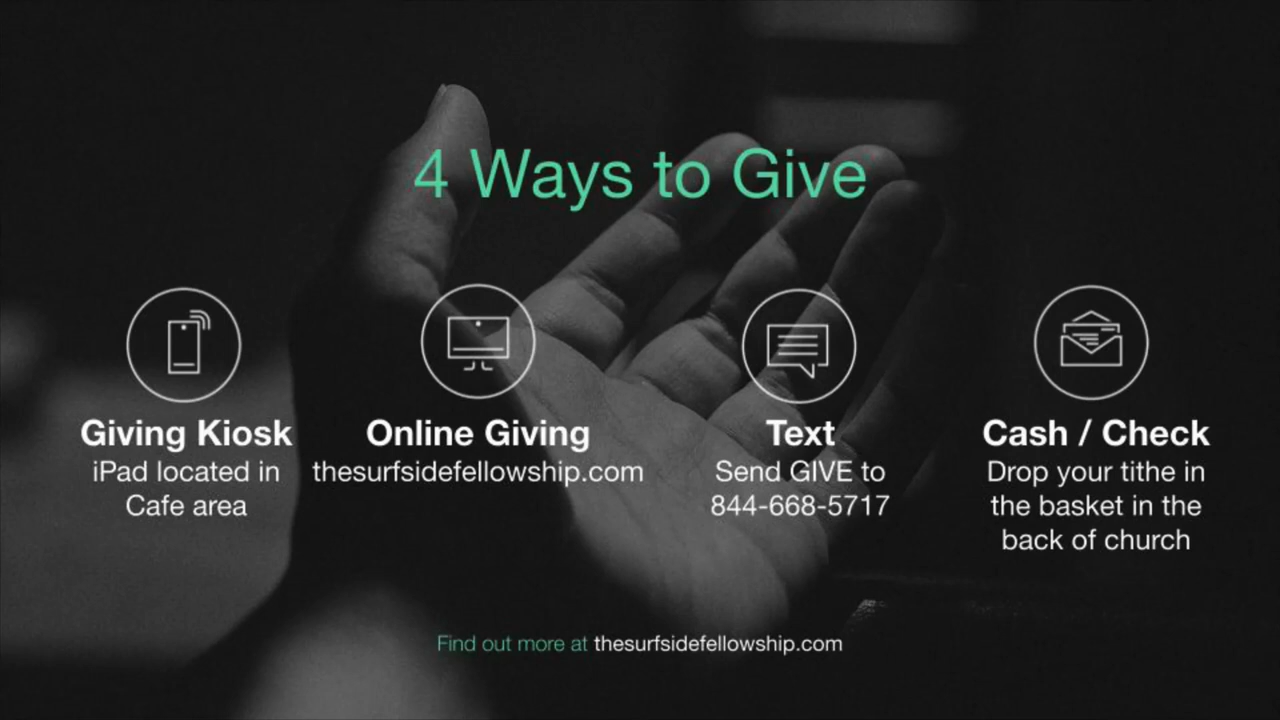 4 Ways to Give
Giving Kiosk
iPad located in
Cafe area
Online Giving
thesurfsidefellowship.com
Text
Send GIVE to
844-668-5717
Cash / Check
Drop your tithe in
the basket in the
back of church
Find out more at thesurfsidefellowship.com